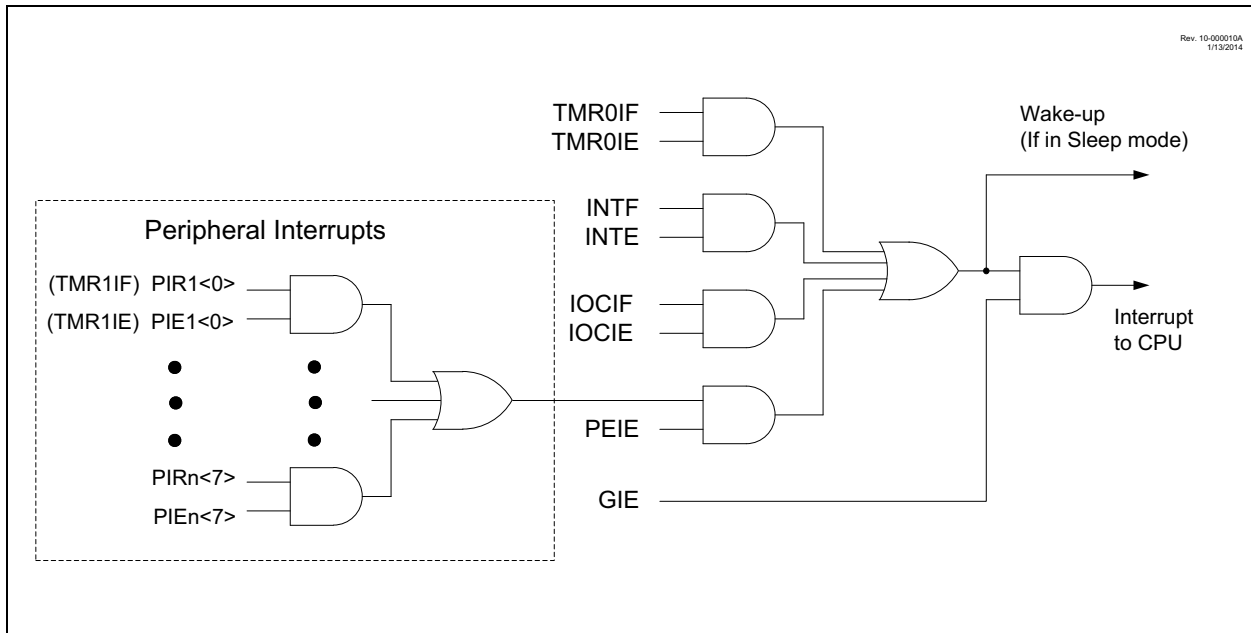 Rev. 10-000010A
1/13/2014
TMR0IF
TMR0IE
Wake-up
(If in Sleep mode)
INTF
INTE
Peripheral Interrupts
(TMR1IF) PIR1<0>
(TMR1IE) PIE1<0>
IOCIF
IOCIE
Interrupt
to CPU
PEIE
PIRn<7>
PIEn<7>
GIE